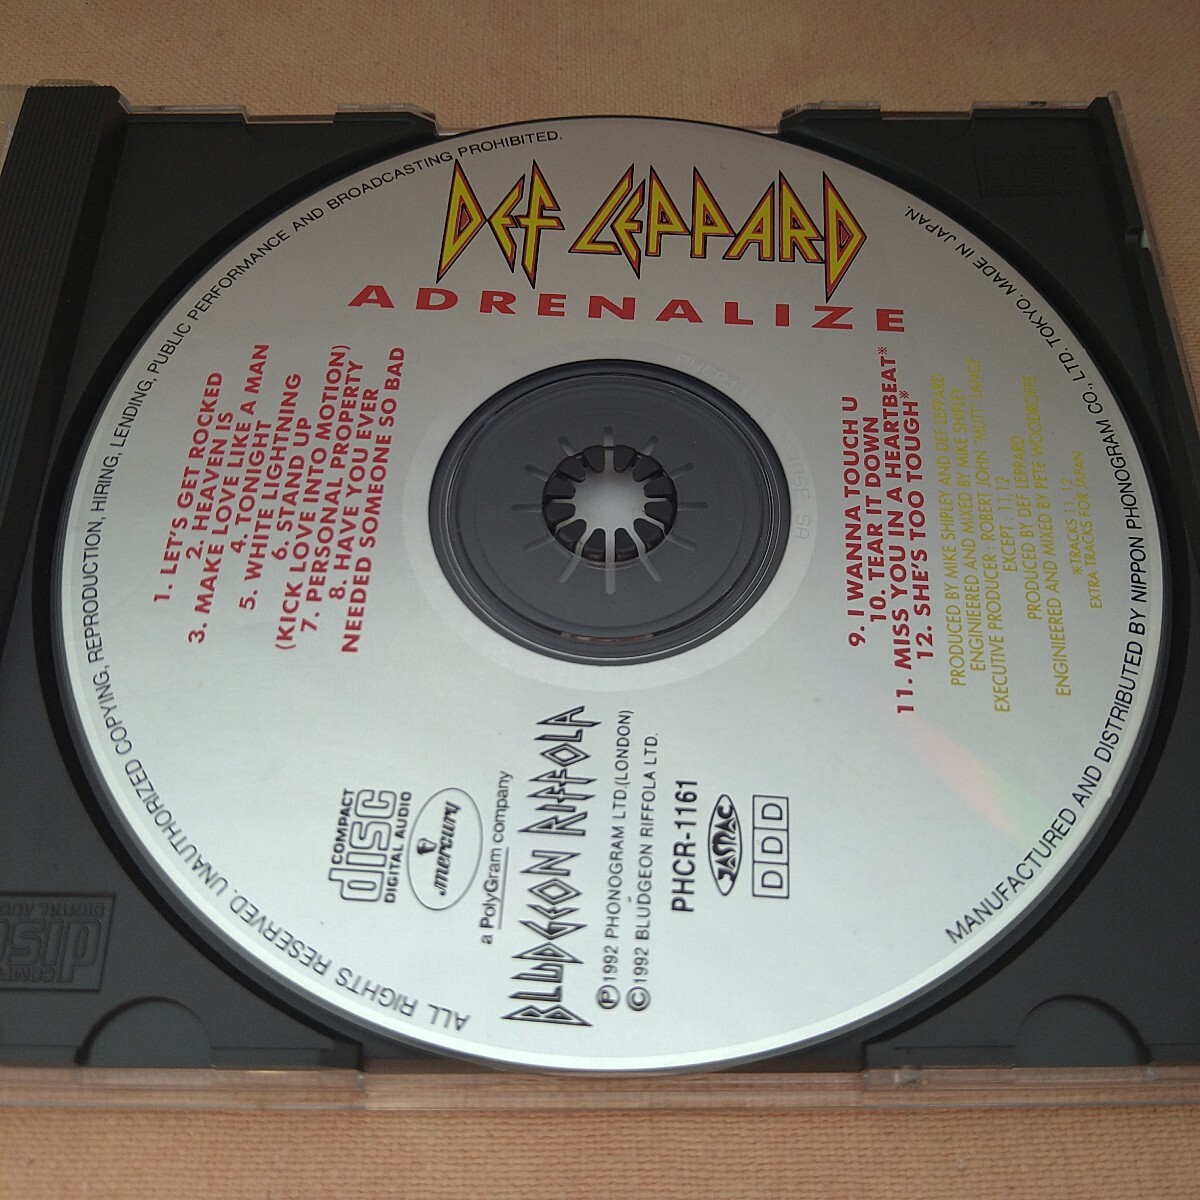 DEF LEPPARD
ADRENALIZE
1. LET'S GET ROCKED
2. HEAVEN IS
3. MAKE LOVE LIKE A MAN
4. TONIGHT
5. WHITE LIGHTNING
6. STAND UP
(KICK LOVE INTO MOTION)
7. PERSONAL PROPERTY
8. HAVE YOU EVER
NEEDED SOMEONE SO BAD
9. I WANNA TOUCH U
10. TEAR IT DOWN
11. MISS YOU IN A HEARTBEAT※
12. SHE'S TOO TOUGH※
PRODUCED BY MIKE SHIPLEY AND DEF LEPPARD
ENGINEERED AND MIXED BY MIKE SHIPLEY
EXECUTIVE PRODUCER : ROBERT JOHN "MUTT" LANGE
EXCEPT : 11,12
PRODUCED BY DEF LEPPARD
ENGINIEERED AND MIXED BY PETE WOODROFFE
※TRACKS 11, 12
EXTRA TRACKS FOR JAPAN
COMPACT
disc
DIGITAL AUDIO
mercury
a PolyGram company
BLUDGEON RIFFOLA
Ⓟ1992 PHONOGRAM LTD.(LONDON)
©1992 BLUDGEON RIFFOLA LTD.
PHCR-1161
JASRAC
DDD
ALL RIGHTS RESERVED. UNAUTHORIZED COPYING, REPRODUCTION, HIRING, LENDING, PUBLIC PERFORMANCE AND BROADCASTING PROHIBITED.
MANUFACTURED AND DISTRIBUTED BY NIPPON PHONOGRAM CO., LTD. TOKYO. MADE IN JAPAN.
COMPACT
disc
DIGITAL AUDIO